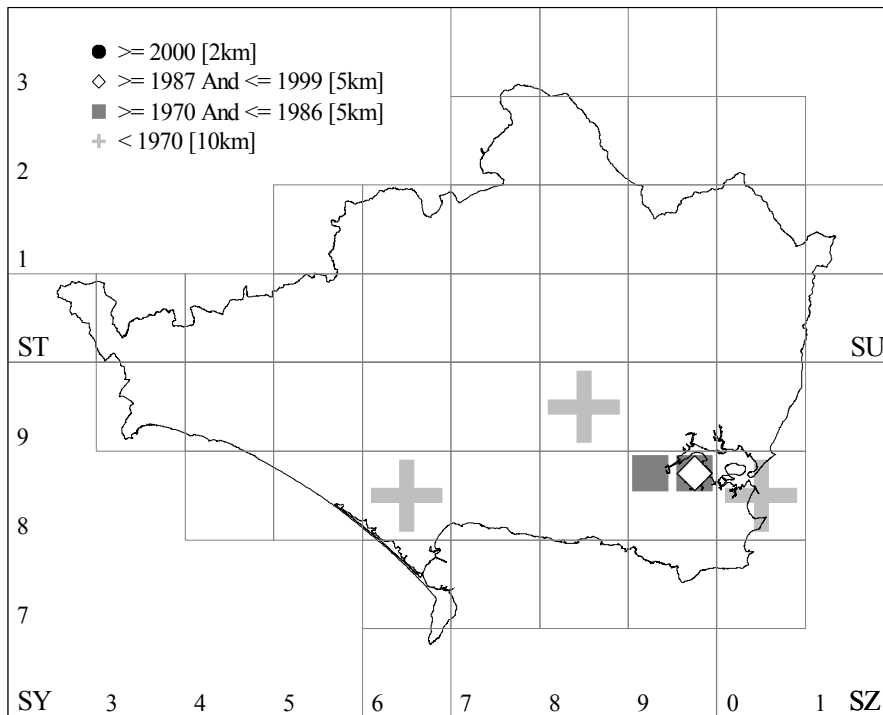 >= 2000 [2km]
3
>= 1987 And <= 1999 [5km]
>= 1970 And <= 1986 [5km]
< 1970 [10km]
2
1
ST
SU
9
8
7
SY
3
4
5
6
7
8
9
0
1
SZ